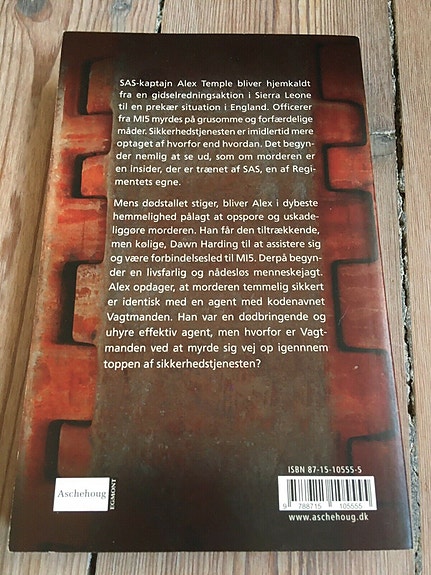 SAS-kaptajn Alex Temple bliver hjemkaldt
fra en gidselredningsaktion i Sierra Leone
til en prekær situation i England. Officerer
fra MI5 myrdes på grusomme og forfærdelige
måder. Sikkerhedstjenesten er imidlertid mere
optaget af hvorfor end hvordan. Det begyn-
der nemlig at se ud, som om morderen er
en insider, der er trænet af SAS, en af Regi-
mentets egne.
Mens dødstallet stiger, bliver Alex i dybeste
hemmelighed pålagt at opspore og uskade-
liggøre morderen. Han får den tiltrækkende,
men kølige, Dawn Harding til at assistere sig
og være forbindelsesled til MI5. Derpå begyn-
der en livsfarlig og nådesløs menneskejagt.
Alex opdager, at morderen temmelig sikkert
er identisk med en agent med kodenavnet
Vagtmanden. Han var en dødbringende og
uhyre effektiv agent, men hvorfor er Vagt-
manden ved at myrde sig vej op igennnem
toppen af sikkerhedstjenesten?
ISBN 87-15-10555-5
9 788715 105555
www.aschehoug.dk
Aschehoug
EGMONT